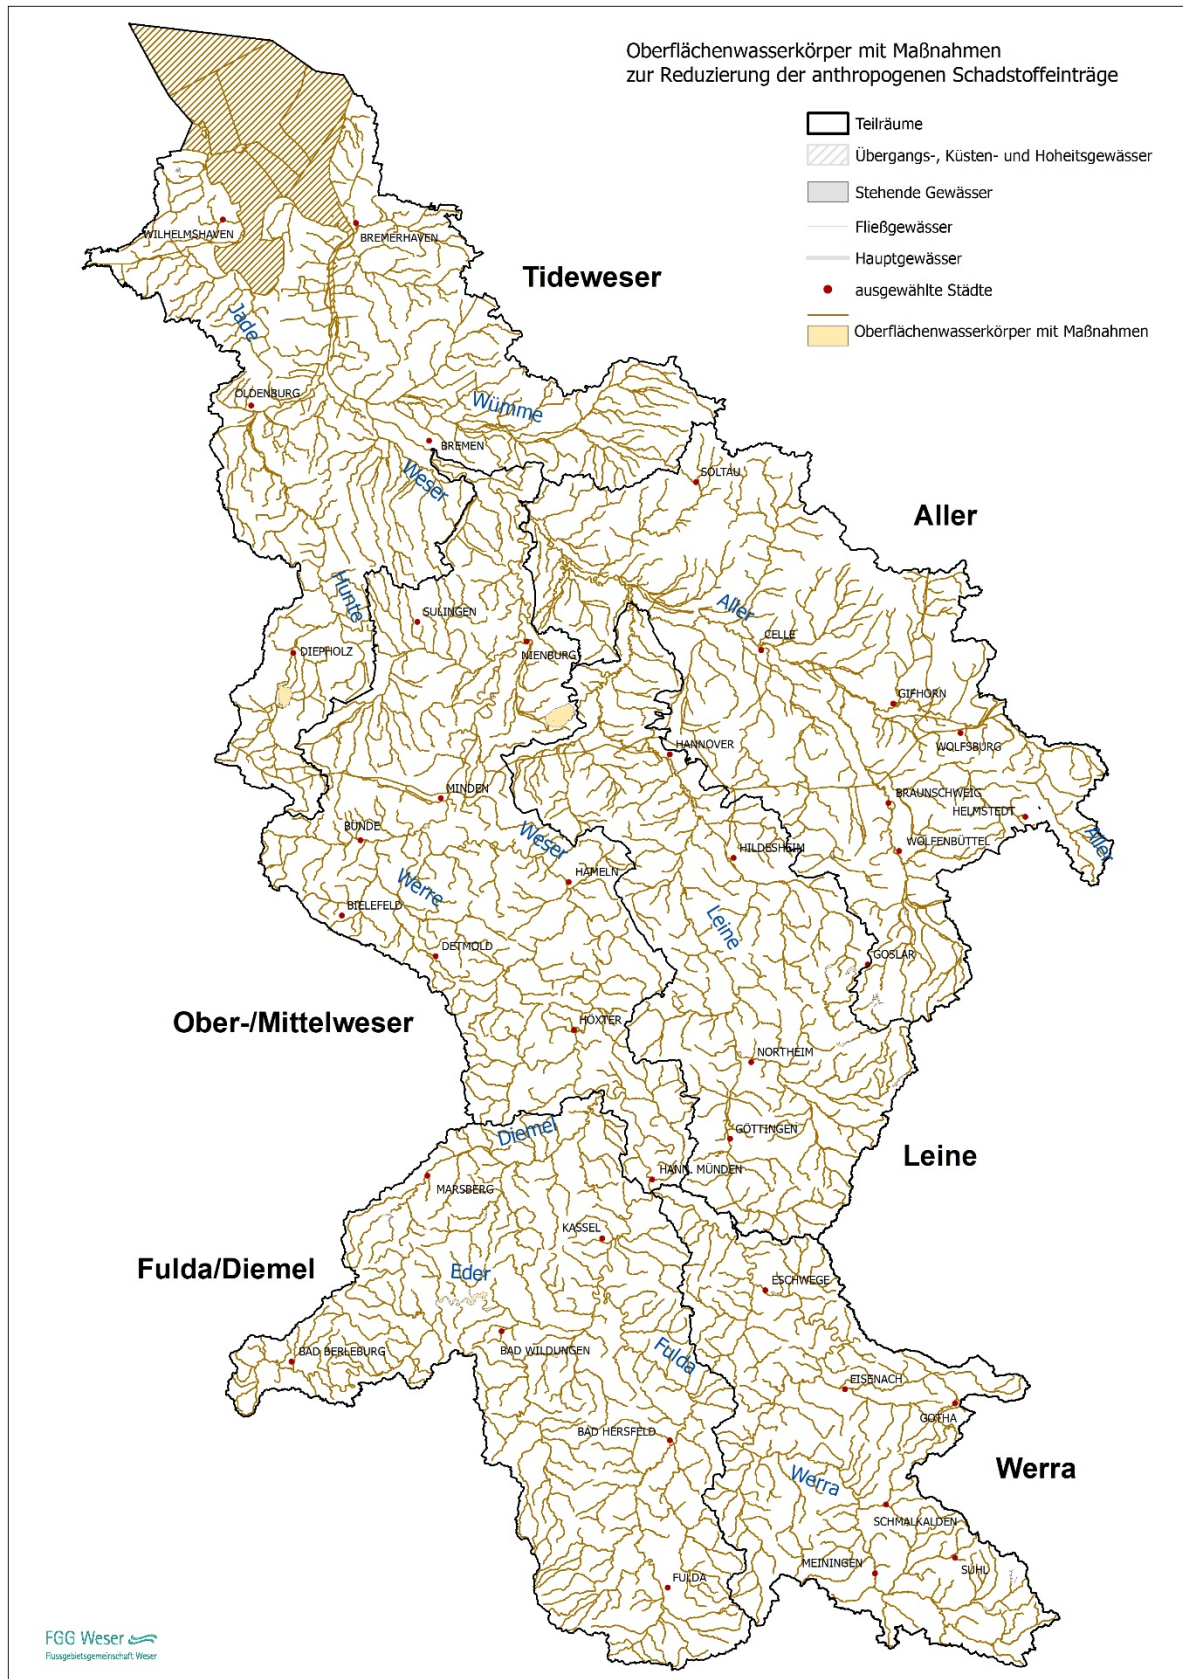 Oberflächenwasserkörper mit Maßnahmen
zur Reduzierung der anthropogenen Schadstoffeinträge
Teilräume
Übergangs-, Küsten- und Hoheitsgewässer
Stehende Gewässer
Fließgewässer
Hauptgewässer
ausgewählte Städte
Oberflächenwasserkörper mit Maßnahmen
WILHELMSHAVEN
BREMERHAVEN
Tideweser
Jade
OLDENBURG
Wümme
BREMEN
Weser
SOLTAU
Aller
Hunte
SULINGEN
Aller
CELLE
DIEPHOLZ
NIENBURG
GIFHORN
WOLFSBURG
HANNOVER
MINDEN
BRAUNSCHWEIG
HELMSTEDT
BÜNDE
Weser
WOLFENBÜTTEL
Aller
HILDESHEIM
HAMELN
Werre
BIELEFELD
Leine
DETMOLD
GOSLAR
Ober-/Mittelweser
HÖXTER
NORTHEIM
Diemel
GÖTTINGEN
Leine
HANN. MÜNDEN
MARSBERG
KASSEL
Fulda/Diemel
Eder
ESCHWEGE
BAD BERLEBURG
BAD WILDUNGEN
Fulda
EISENACH
GOTHA
BAD HERSFELD
Werra
Werra
SCHMALKALDEN
MEININGEN
SUHL
FULDA
FGG Weser
Flussgebietsgemeinschaft Weser